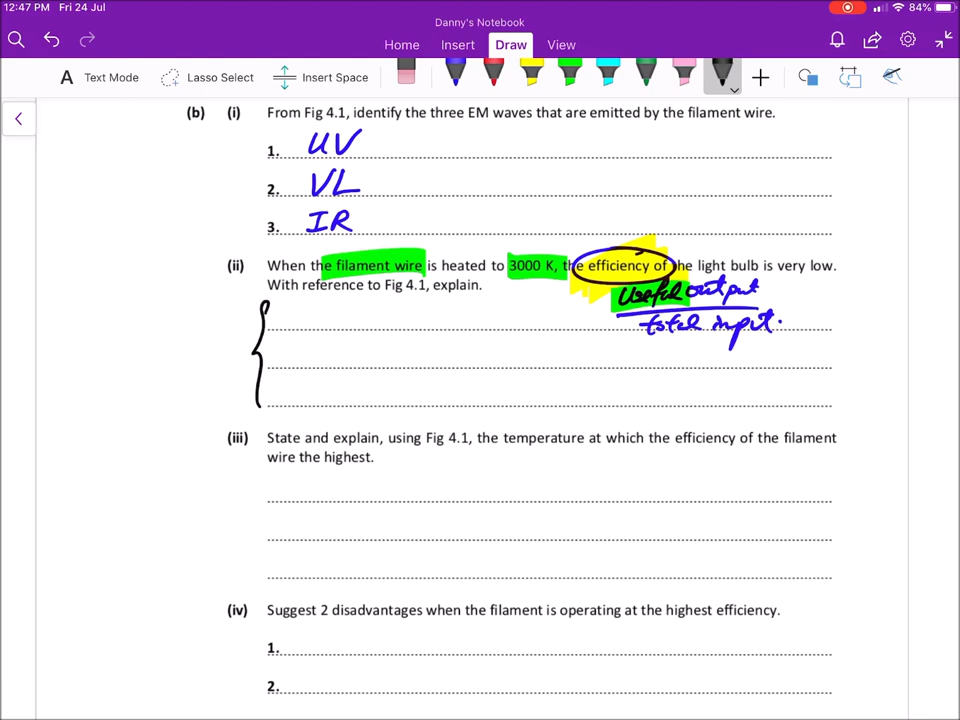 12:47 PM Fri 24 Jul
84%
Danny's Notebook
Home Insert Draw View
A Text Mode Lasso Select Insert Space
(b) (i) From Fig 4.1, identify the three EM waves that are emitted by the filament wire.
1. UV
2. VL
3. IR
(ii) When the filament wire is heated to 3000 K, the efficiency of the light bulb is very low.
With reference to Fig 4.1, explain.
Useful output
total input.
(iii) State and explain, using Fig 4.1, the temperature at which the efficiency of the filament
wire the highest.
(iv) Suggest 2 disadvantages when the filament is operating at the highest efficiency.
1.
2.